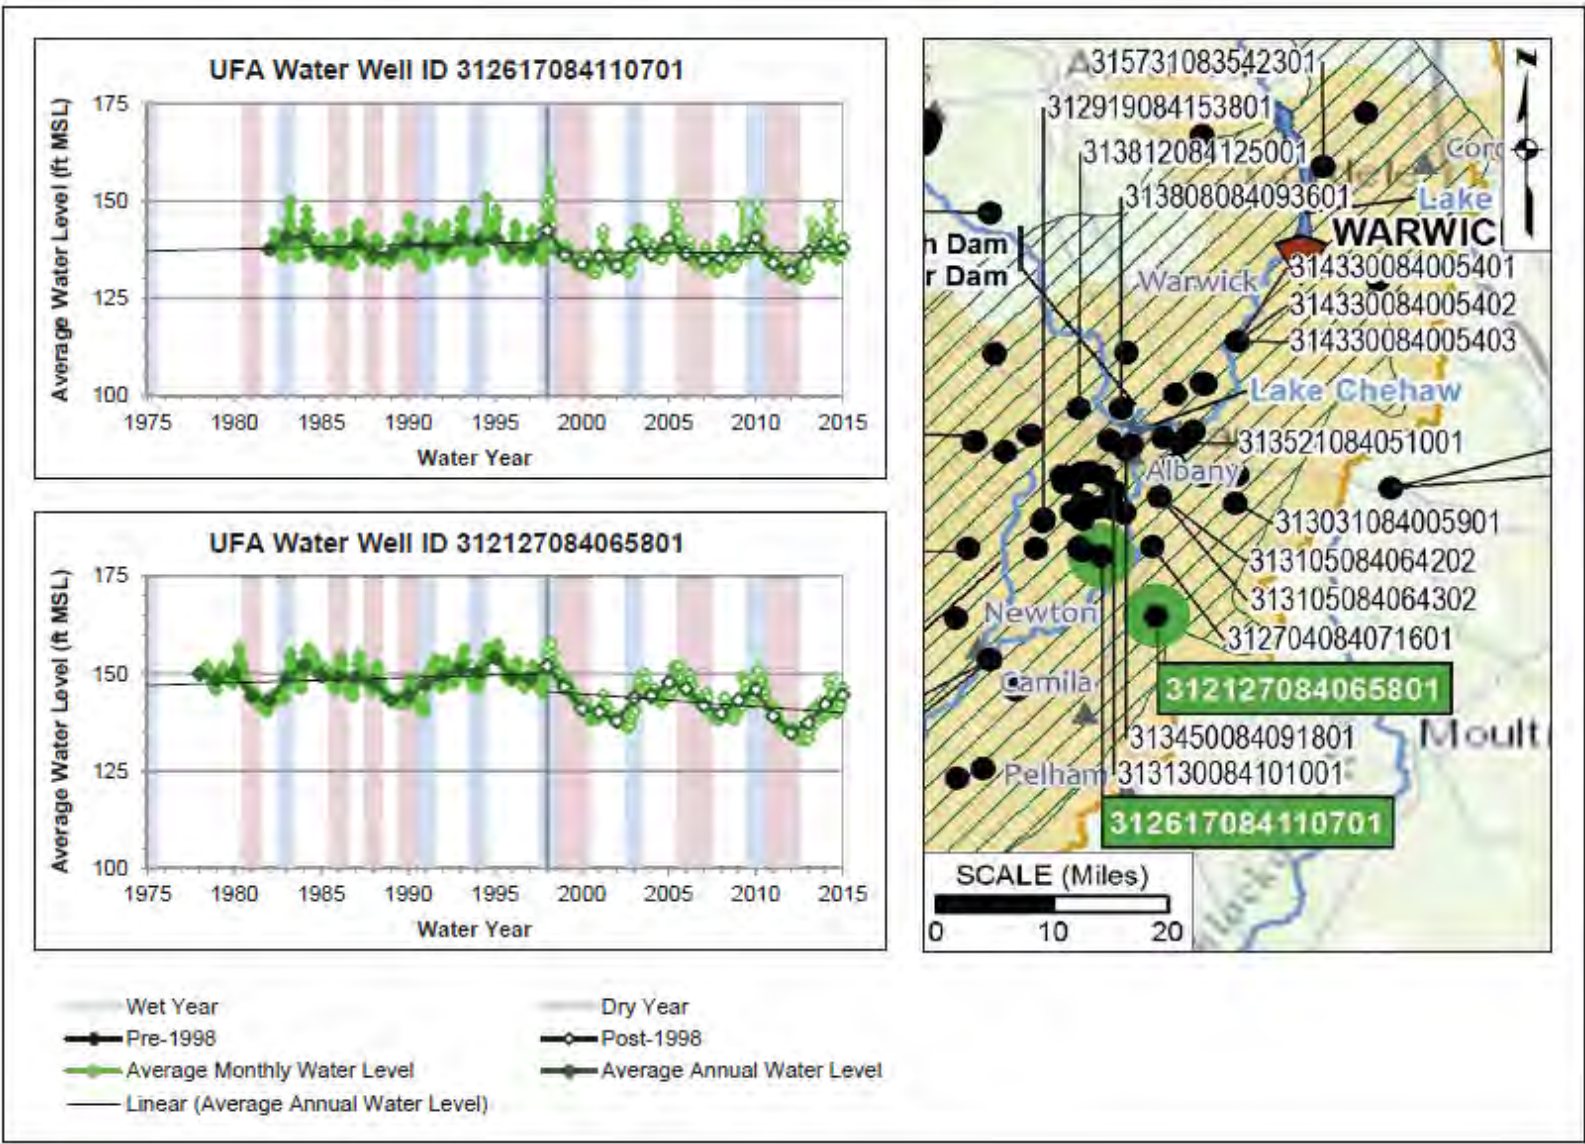 UFA Water Well ID 312617084110701
Average Water Level (ft MSL)
175
150
125
100
1975 1980 1985 1990 1995 2000 2005 2010 2015
Water Year
UFA Water Well ID 312127084065801
Average Water Level (ft MSL)
175
150
125
100
1975 1980 1985 1990 1995 2000 2005 2010 2015
Water Year
Wet Year
Dry Year
Pre-1998
Post-1998
Average Monthly Water Level
Average Annual Water Level
Linear (Average Annual Water Level)
315731083542301
312919084153801
313812084125001
313808084093601
Lake
Dam
Dam
Warwick
314330084005401
314330084005402
314330084005403
Lake Chehaw
313521084051001
Albany
313031084005901
313105084064202
313105084064302
Newton
312704084071601
Camila
312127084065801
313450084091801
Pelham
313130084101001
312617084110701
SCALE (Miles)
0 10 20
N